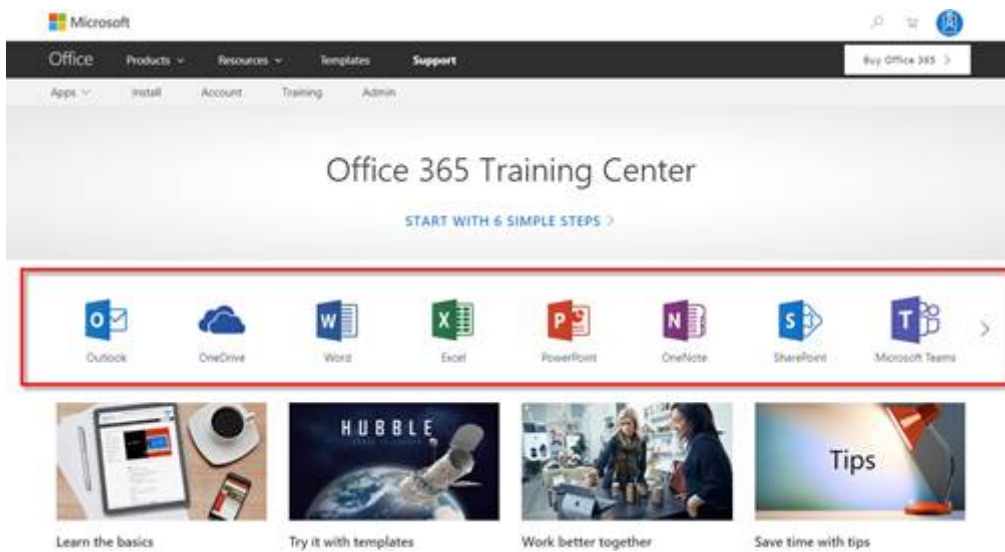 Microsoft
Office Products Resources Templates Support Buy Office 365 >
Apps Install Account Training Admin
Office 365 Training Center
START WITH 6 SIMPLE STEPS >
Outlook OneDrive Word Excel PowerPoint OneNote SharePoint Microsoft Teams
HUBBLE
Tips
Learn the basics Try it with templates Work better together Save time with tips